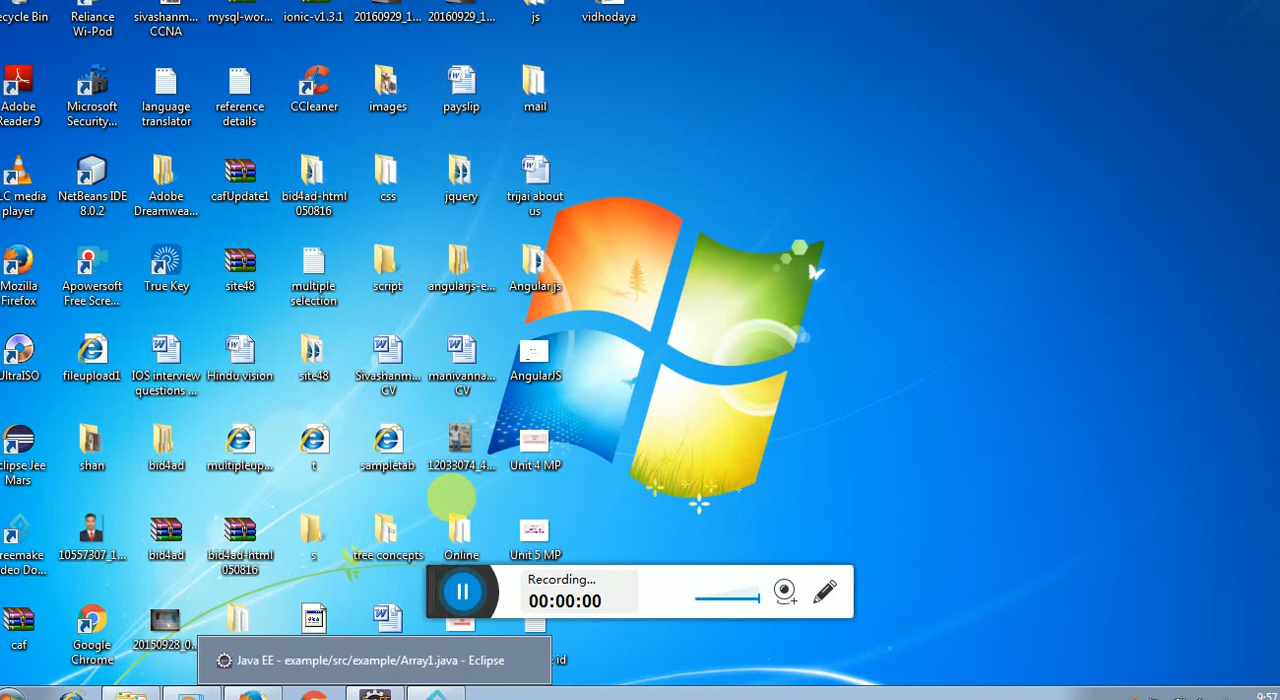 ecycle Bin
Reliance Wi-Pod
sivashanm... CCNA
mysql-wor...
ionic-v1.3.1
20160929_1...
20160929_1...
js
vidhodaya
Adobe Reader 9
Microsoft Security...
language translator
reference details
CCleaner
images
payslip
mail
LC media player
NetBeans IDE 8.0.2
Adobe Dreamwea...
cafUpdate1
bid4ad-html 050816
css
jquery
trijai about us
Mozilla Firefox
Apowersoft Free Scre...
True Key
site48
multiple selection
script
angularjs-e...
Angular js
UltraISO
fileupload1
IOS interview questions ...
Hindu vision
site48
Sivashanm... CV
manivanna... CV
AngularJS
clipse Jee Mars
shan
bid4ad
multipleup...
t
sampletab
12033074_4...
Unit 4 MP
reemake deo Do...
10557307_1...
bid4ad
bid4ad-html 050816
s
tree concepts
Online
Unit 5 MP
Recording...
00:00:00
caf
Google Chrome
20150928_0...
id
Java EE - example/src/example/Array1.java - Eclipse
9:57